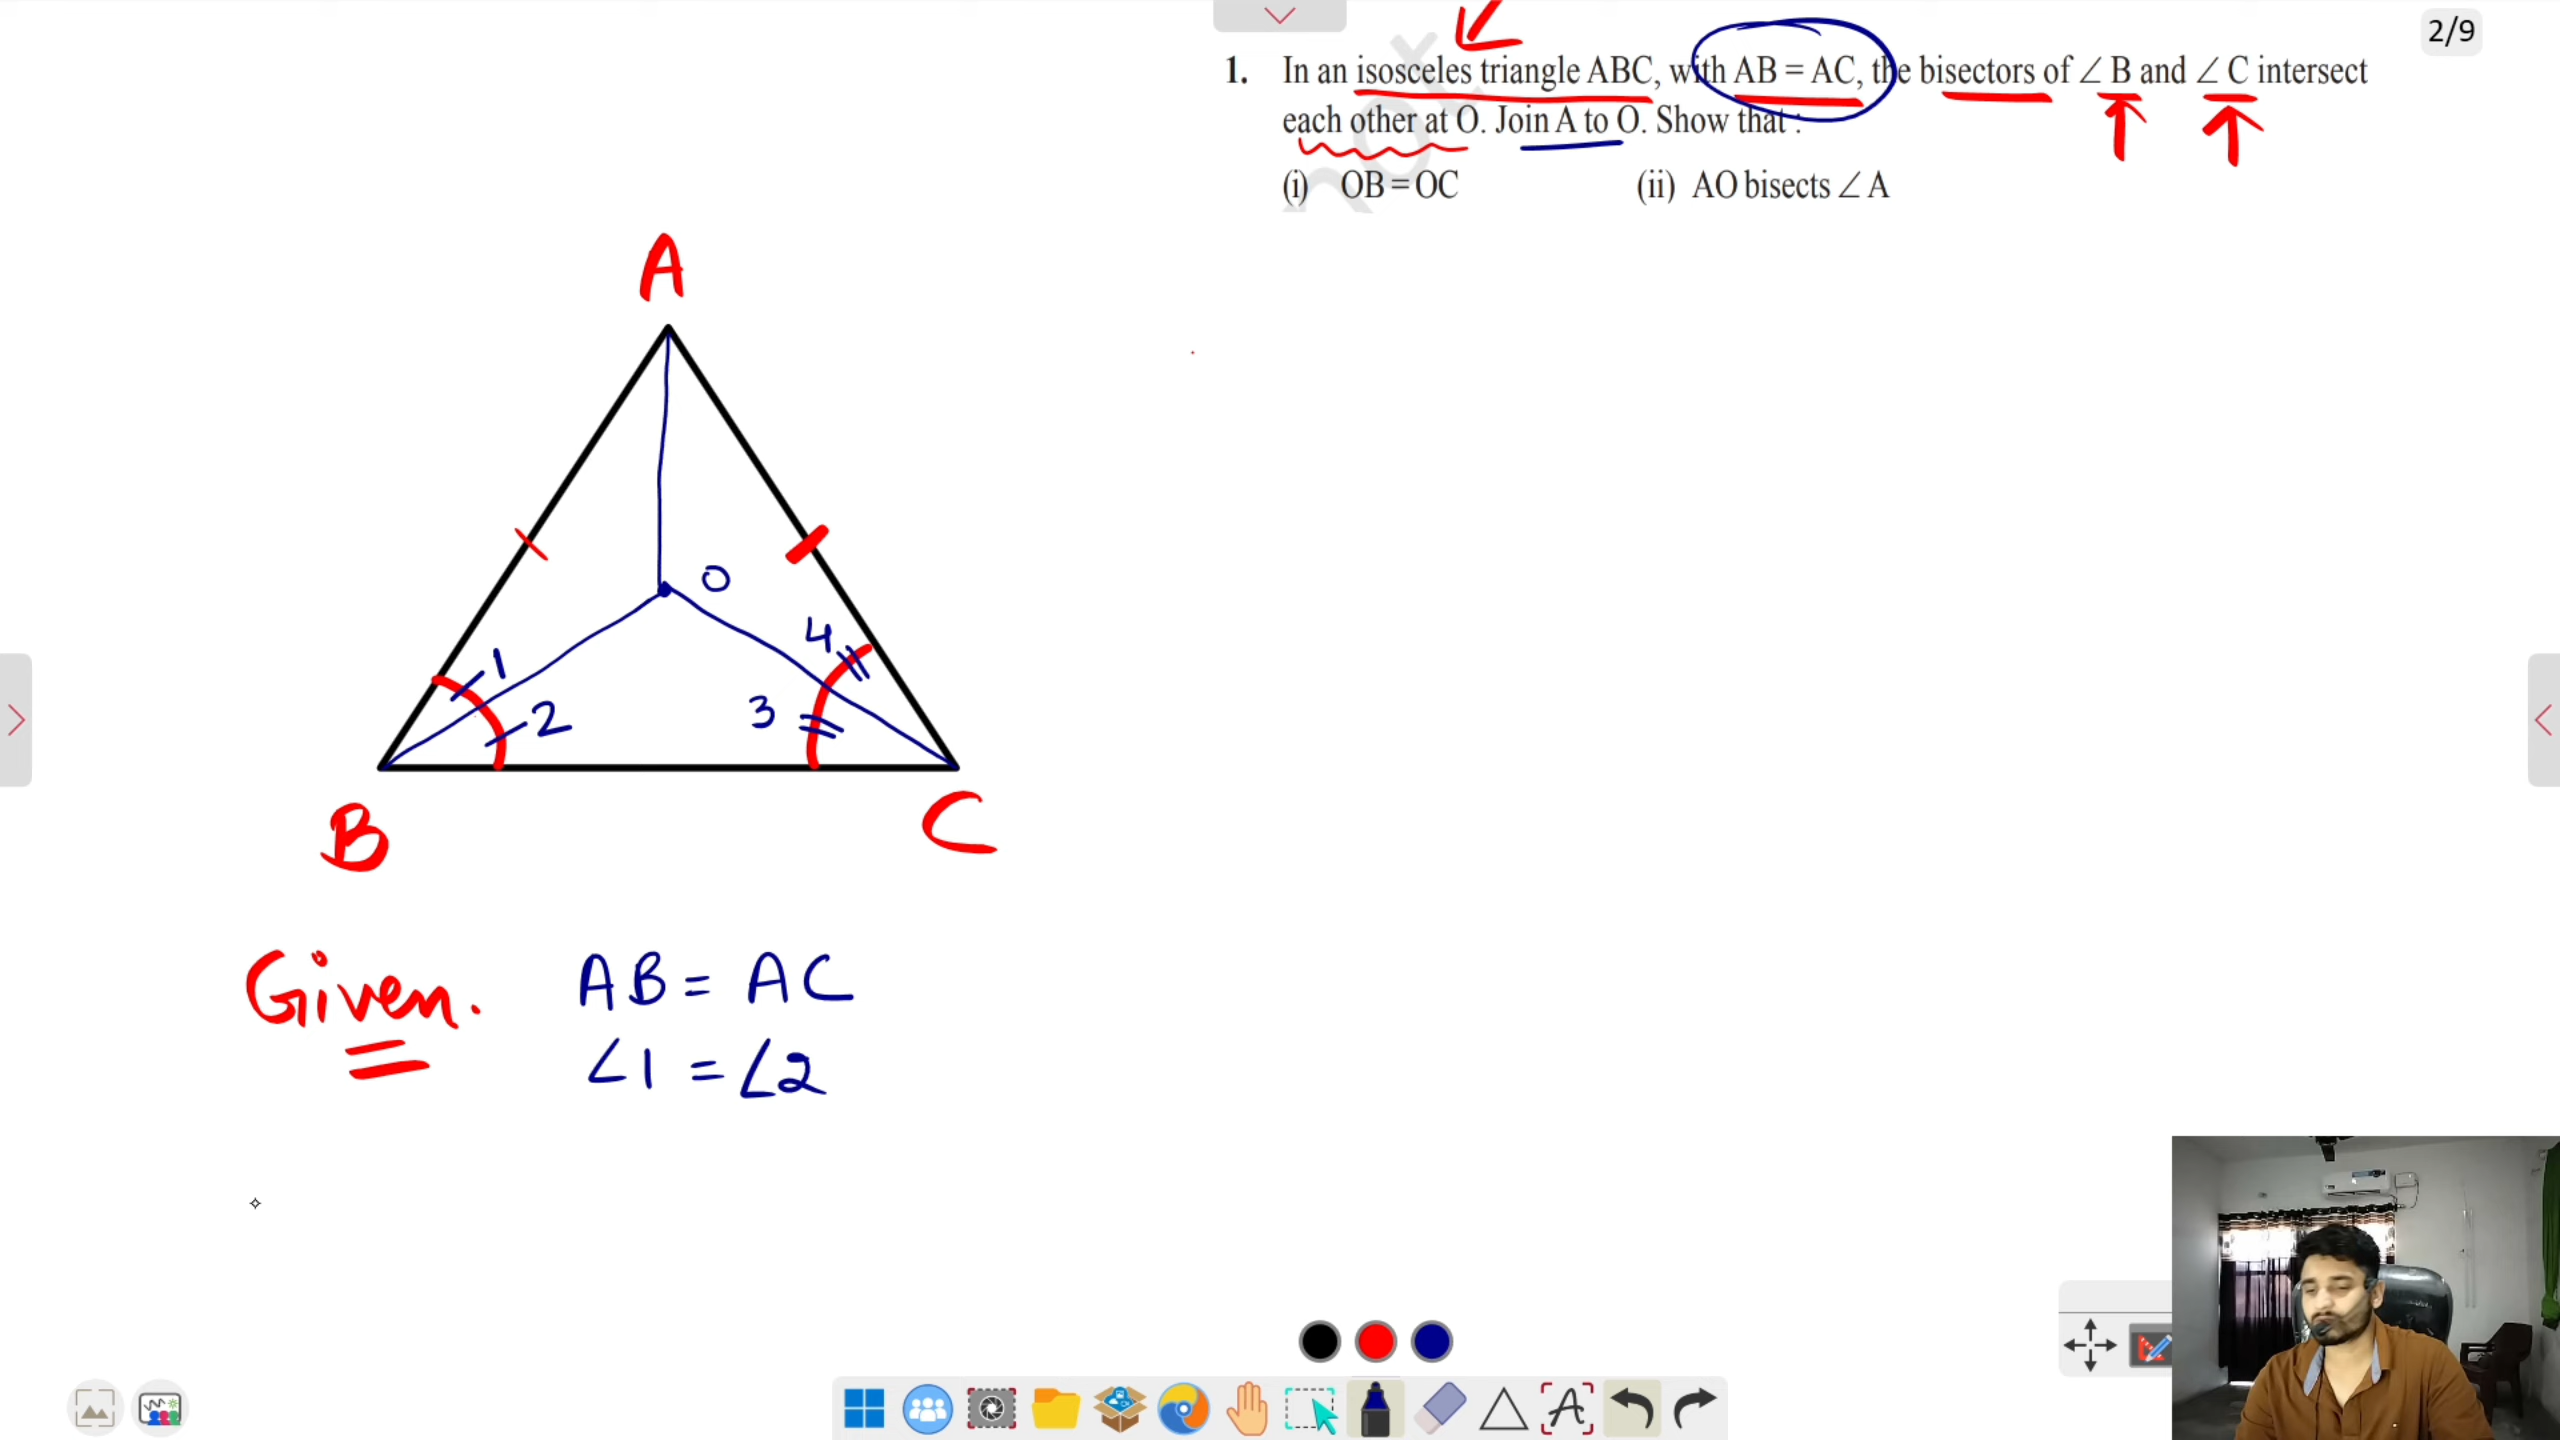 2/9
1. In an isosceles triangle ABC, with AB = AC, the bisectors of ∠ B and ∠ C intersect
each other at O. Join A to O. Show that :
(i) OB = OC (ii) AO bisects ∠ A
A
O
4
1
2
3
B
C
Given. AB = AC
∠1 = ∠2